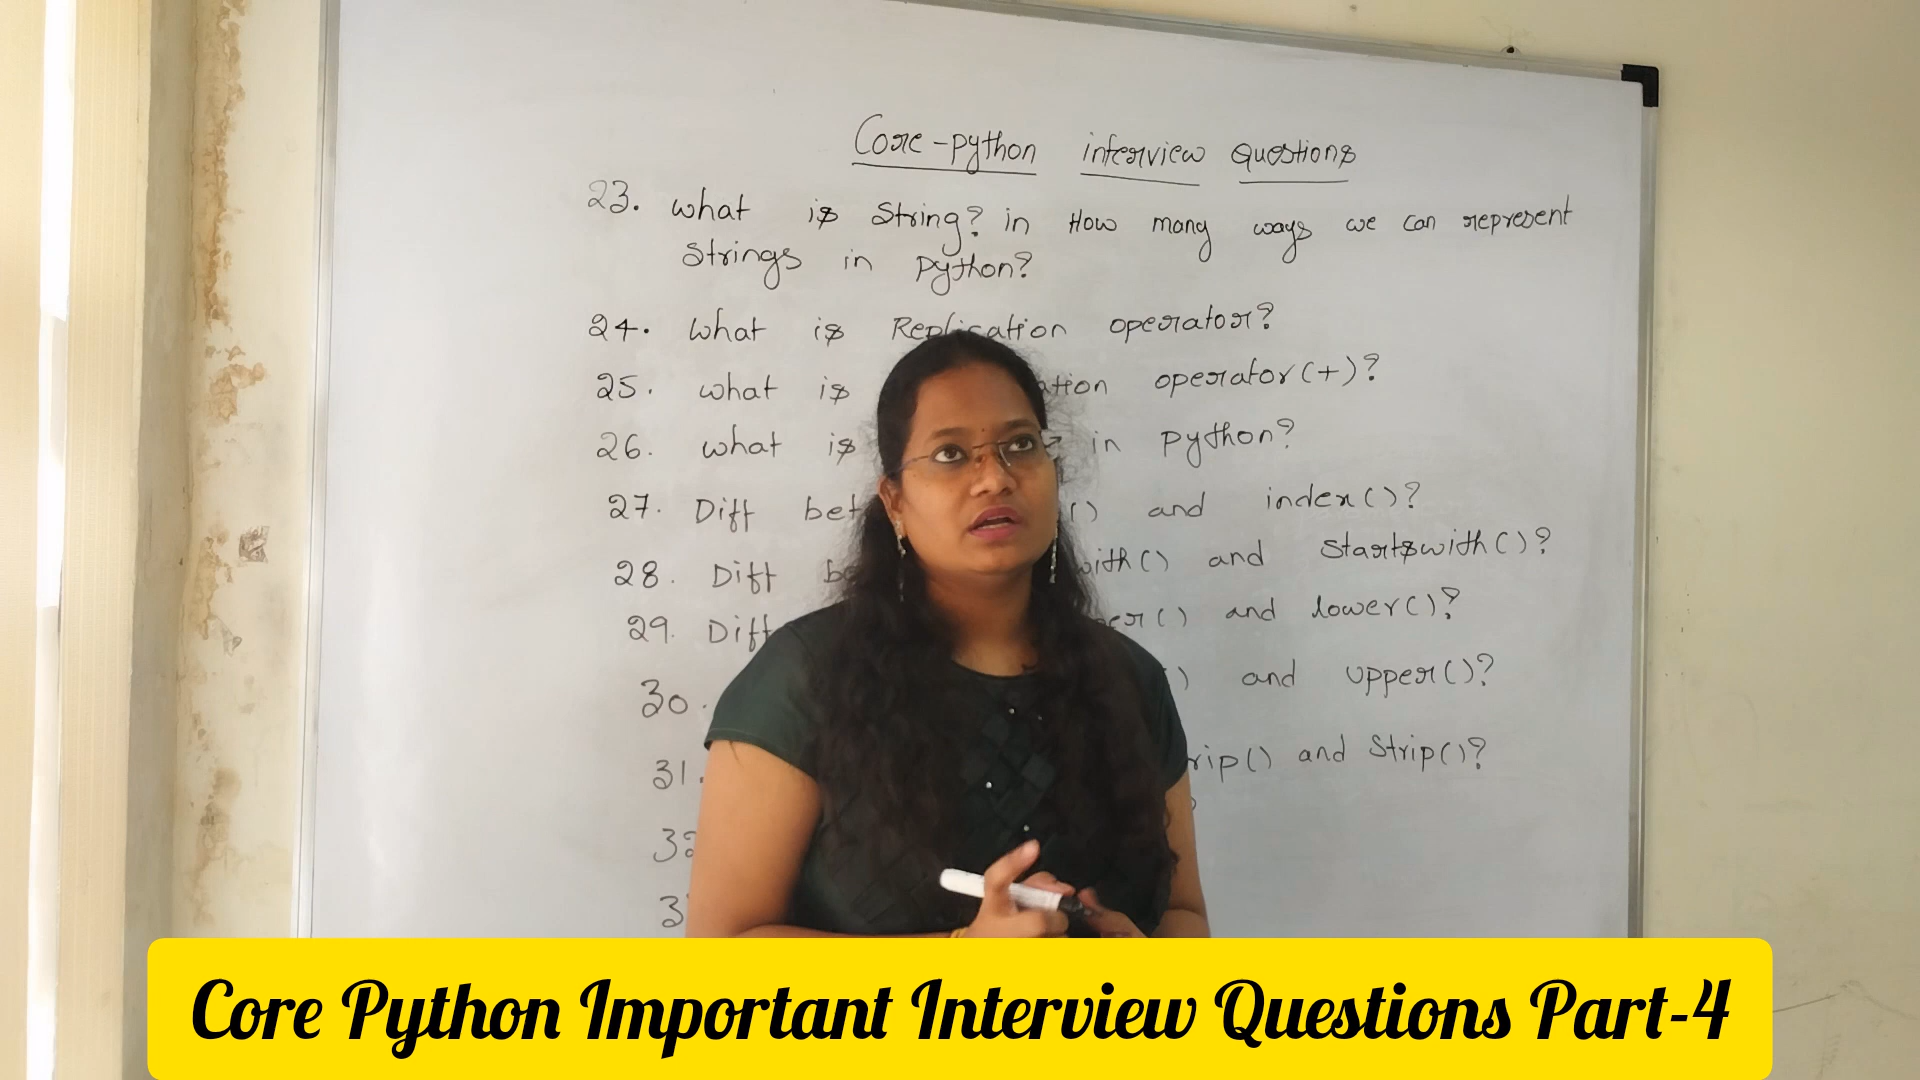 Core-python interview Questions
23. What is String? in How many ways we can represent
Strings in python?
24. What is Replication operator?
25. what is operator(+)?
26. what is in python?
27. Diff () and index()?
28. Diff and Startswith()?
29. Diff and lower()?
30. () and upper()?
31. and Strip()?
Core Python Important Interview Questions Part-4